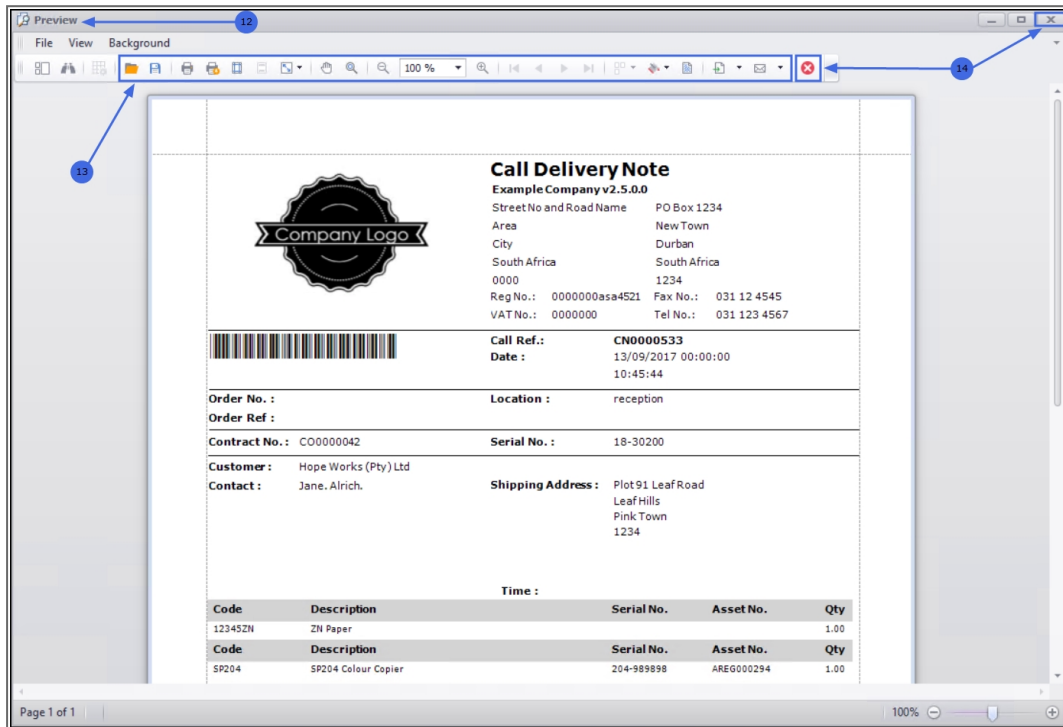 Preview
12
File View Background
100 %
14
13
Call Delivery Note
Example Company v2.5.0.0
Company Logo
Street No and Road Name PO Box 1234
Area New Town
City Durban
South Africa South Africa
0000 1234
Reg No.: 0000000asa4521 Fax No.: 031 12 4545
VAT No.: 0000000 Tel No.: 031 123 4567
Call Ref.: CN0000533
Date : 13/09/2017 00:00:00
10:45:44
Order No. : Location : reception
Order Ref :
Contract No. : CO0000042 Serial No. : 18-30200
Customer : Hope Works (Pty) Ltd
Contact : Jane. Alrich. Shipping Address : Plot 91 Leaf Road
Leaf Hills
Pink Town
1234
Time :
Code Description Serial No. Asset No. Qty
12345ZN ZN Paper 1.00
Code Description Serial No. Asset No. Qty
SP204 SP204 Colour Copier 204-989898 AREG000294 1.00
Page 1 of 1 100%